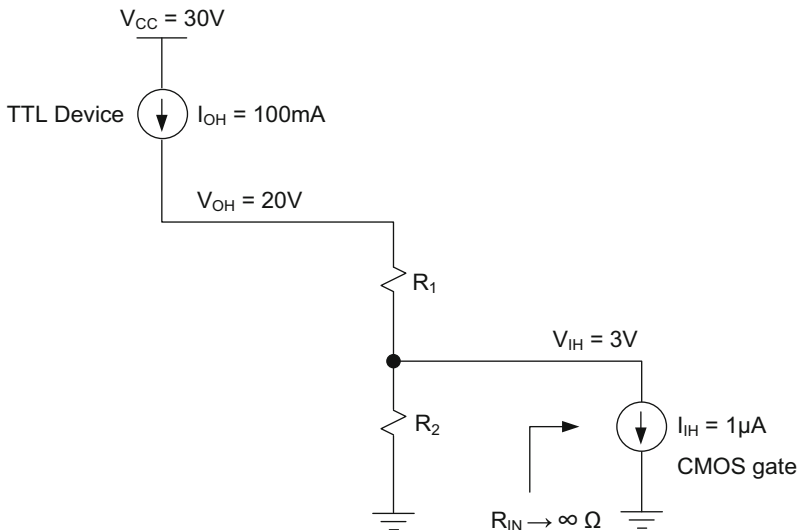 V_CC = 30V
TTL Device
I_OH = 100mA
V_OH = 20V
R_1
V_IH = 3V
R_2
I_IH = 1μA
CMOS gate
R_IN → ∞ Ω